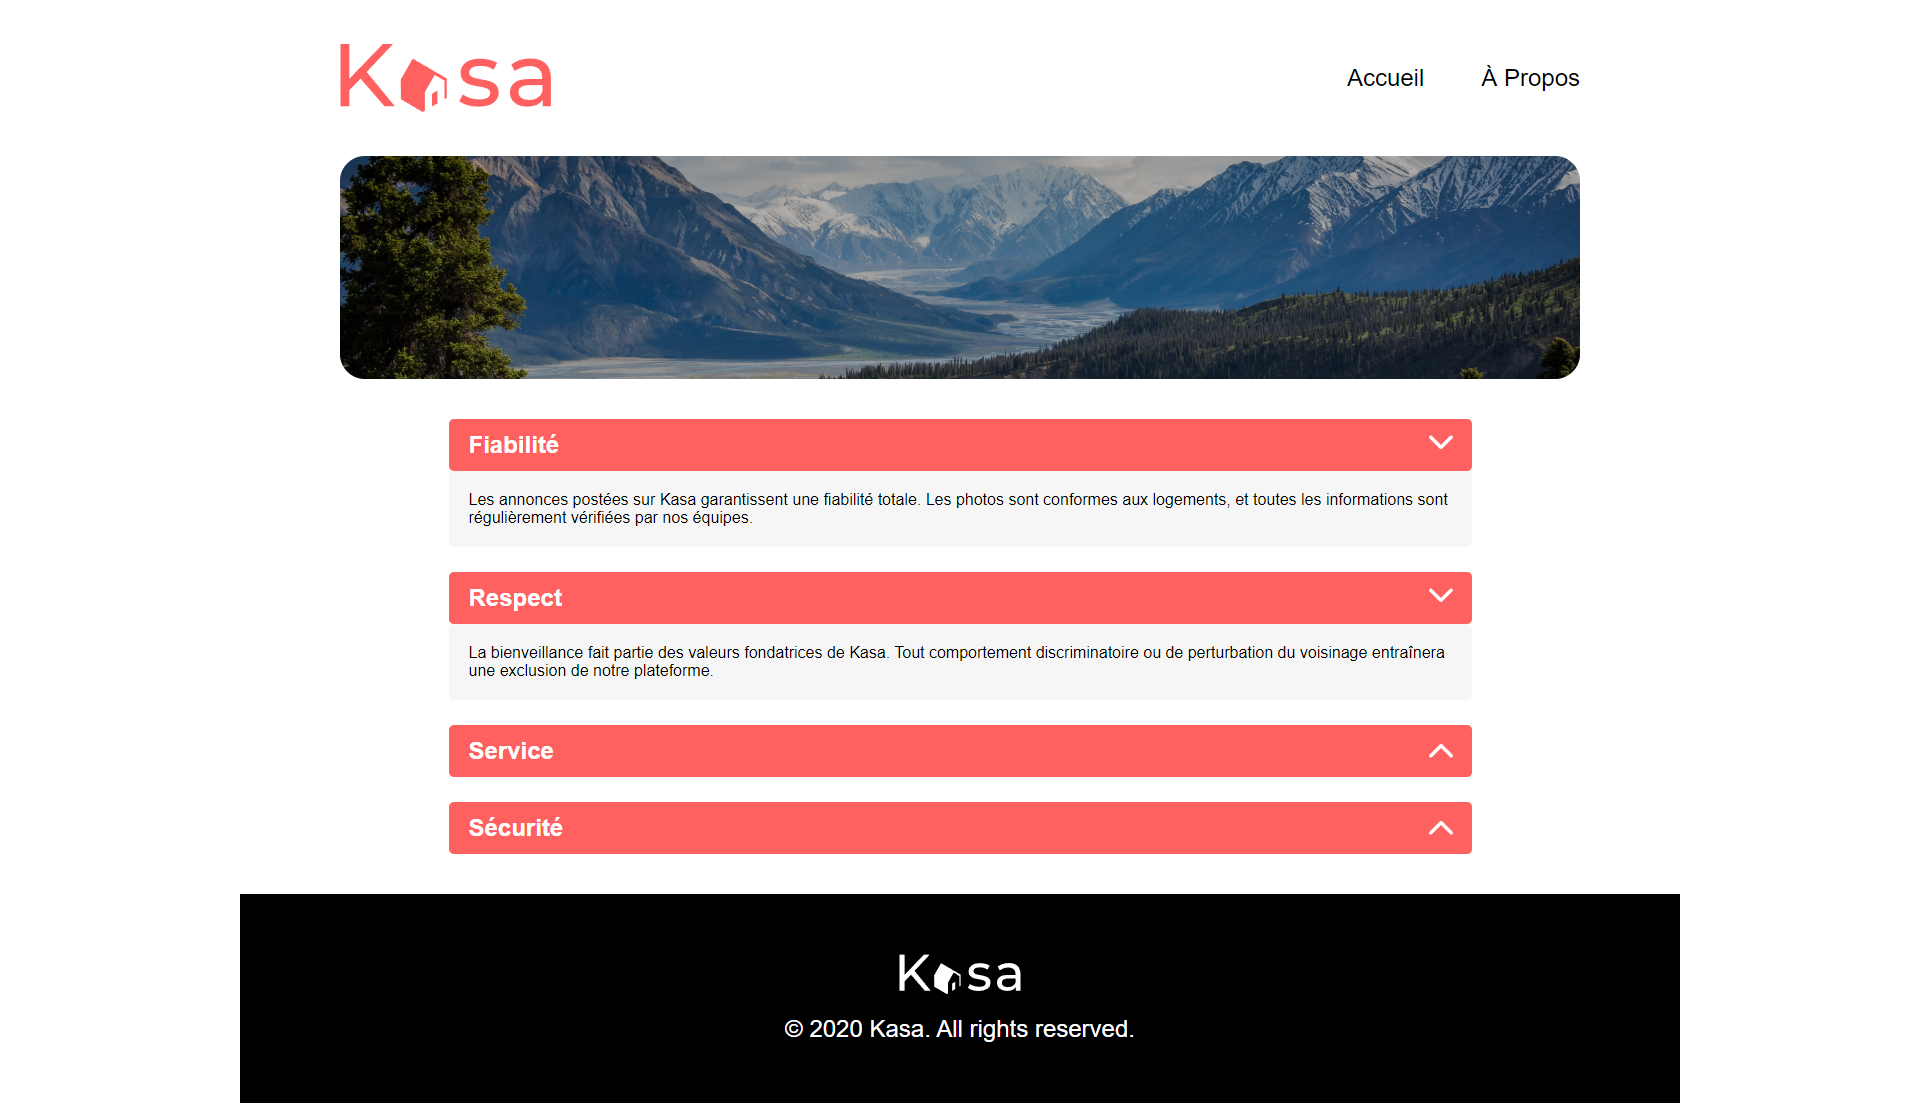 Kasa
Accueil
À Propos
Fiabilité
Les annonces postées sur Kasa garantissent une fiabilité totale. Les photos sont conformes aux logements, et toutes les informations sont
régulièrement vérifiées par nos équipes.
Respect
La bienveillance fait partie des valeurs fondatrices de Kasa. Tout comportement discriminatoire ou de perturbation du voisinage entraînera
une exclusion de notre plateforme.
Service
Sécurité
Kasa
© 2020 Kasa. All rights reserved.